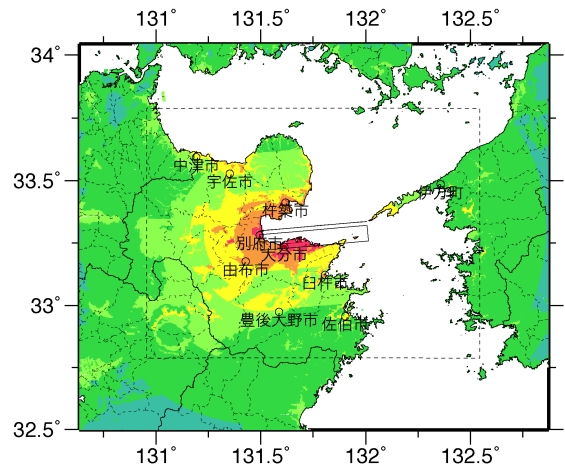 131° 131.5° 132° 132.5°
34°
中津市
宇佐市
33.5°
伊方町
杵築市
別府市
大分市
由布市
臼杵市
33°
豊後大野市
佐伯市
32.5°
131° 131.5° 132° 132.5°